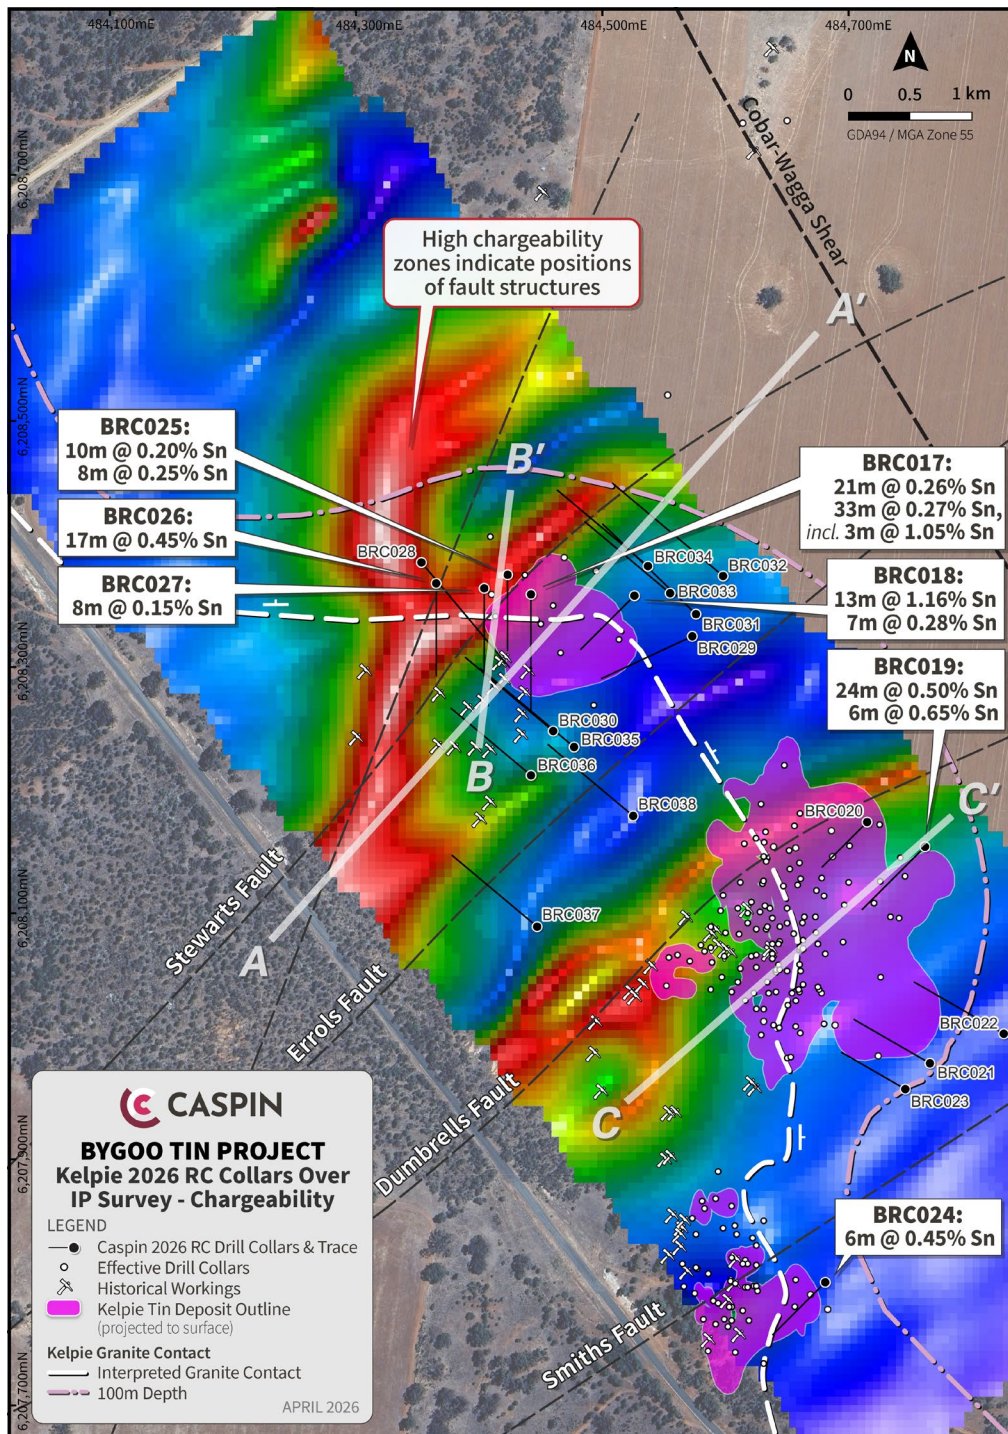 484,100mE
484,300mE
484,500mE
484,700mE
N
0 0.5 1 km
GDA94 / MGA Zone 55
Cobar-Wagga Shear
6,208,700mN
High chargeability
zones indicate positions
of fault structures
A'
6,208,500mN
BRC025:
10m @ 0.20% Sn
8m @ 0.25% Sn
B'
BRC017:
21m @ 0.26% Sn
33m @ 0.27% Sn,
incl. 3m @ 1.05% Sn
BRC026:
17m @ 0.45% Sn
BRC028
BRC034
BRC032
BRC027:
8m @ 0.15% Sn
BRC033
BRC018:
13m @ 1.16% Sn
7m @ 0.28% Sn
BRC031
BRC029
6,208,300mN
BRC019:
24m @ 0.50% Sn
6m @ 0.65% Sn
BRC030
BRC035
BRC036
B
BRC038
BRC020
C'
Stewarts Fault
6,208,100mN
BRC037
A
Errols Fault
BRC022
BRC021
BRC023
Dumbrells Fault
C
CASPIN
BYGOO TIN PROJECT
Kelpie 2026 RC Collars Over
IP Survey - Chargeability
6,207,900mN
LEGEND
Caspin 2026 RC Drill Collars & Trace
Effective Drill Collars
Historical Workings
Kelpie Tin Deposit Outline
(projected to surface)
Kelpie Granite Contact
Interpreted Granite Contact
100m Depth
APRIL 2026
BRC024:
6m @ 0.45% Sn
Smiths Fault
6,207,700mN